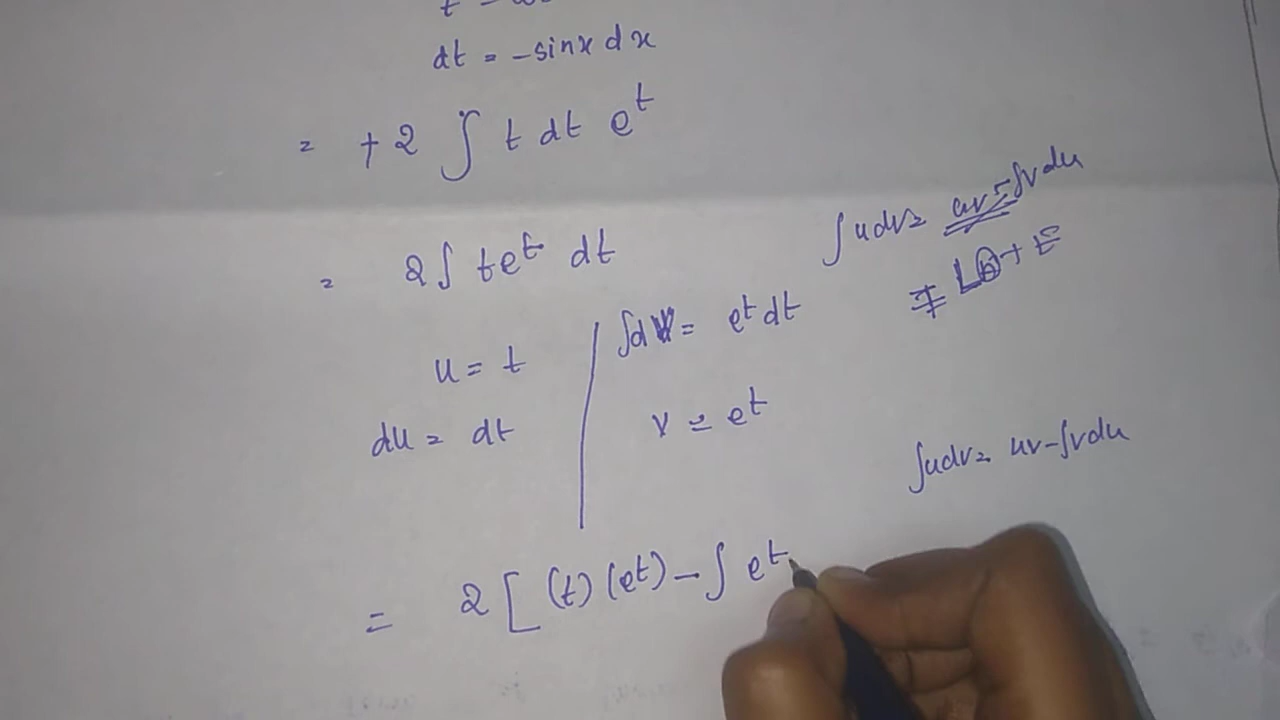 dt = -sinx dx
= +2 ∫ t dt e^t
= 2 ∫ te^t dt
∫udv = uv - ∫vdu
I L A T E
u = t
∫dV = e^t dt
du = dt
v = e^t
∫udv = uv - ∫vdu
= 2 [ (t) (e^t) - ∫ e^t